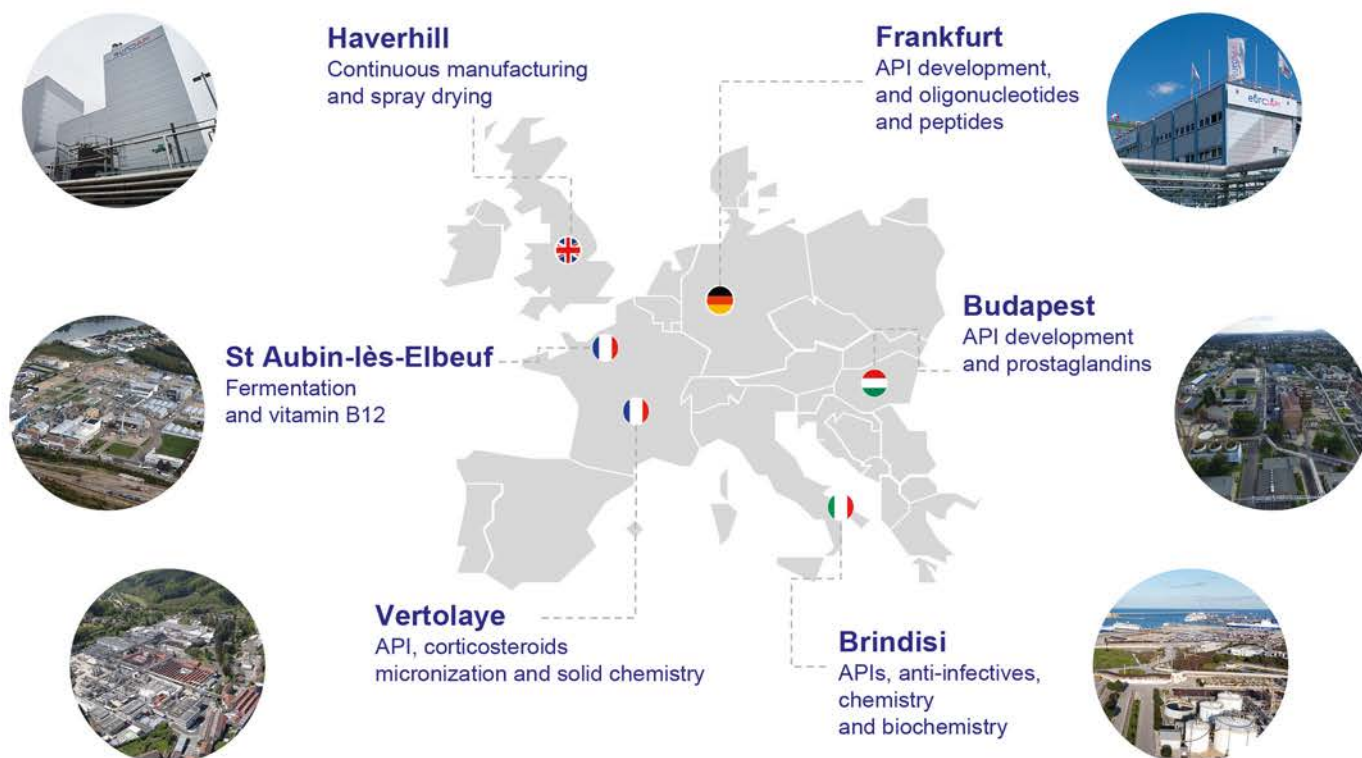 Haverhill
Continuous manufacturing
and spray drying
Frankfurt
API development,
and oligonucleotides
and peptides
St Aubin-lès-Elbeuf
Fermentation
and vitamin B12
Budapest
API development
and prostaglandins
Vertolaye
API, corticosteroids
micronization and solid chemistry
Brindisi
APIs, anti-infectives,
chemistry
and biochemistry